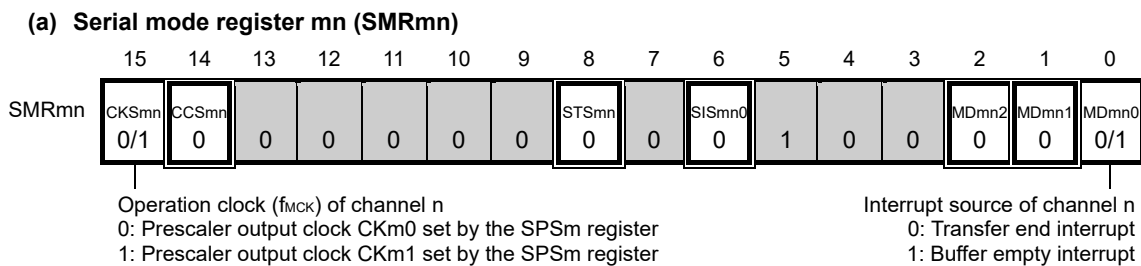 (a) Serial mode register mn (SMRmn)
15 14 13 12 11 10 9 8 7 6 5 4 3 2 1 0
SMRmn CKSmn CCSmn STSmn SISmn0 MDmn2 MDmn1 MDmn0
0/1 0 0 0 0 0 0 0 0 0 1 0 0 0 0 0/1
Operation clock (fMCK) of channel n
0: Prescaler output clock CKm0 set by the SPSm register
1: Prescaler output clock CKm1 set by the SPSm register
Interrupt source of channel n
0: Transfer end interrupt
1: Buffer empty interrupt